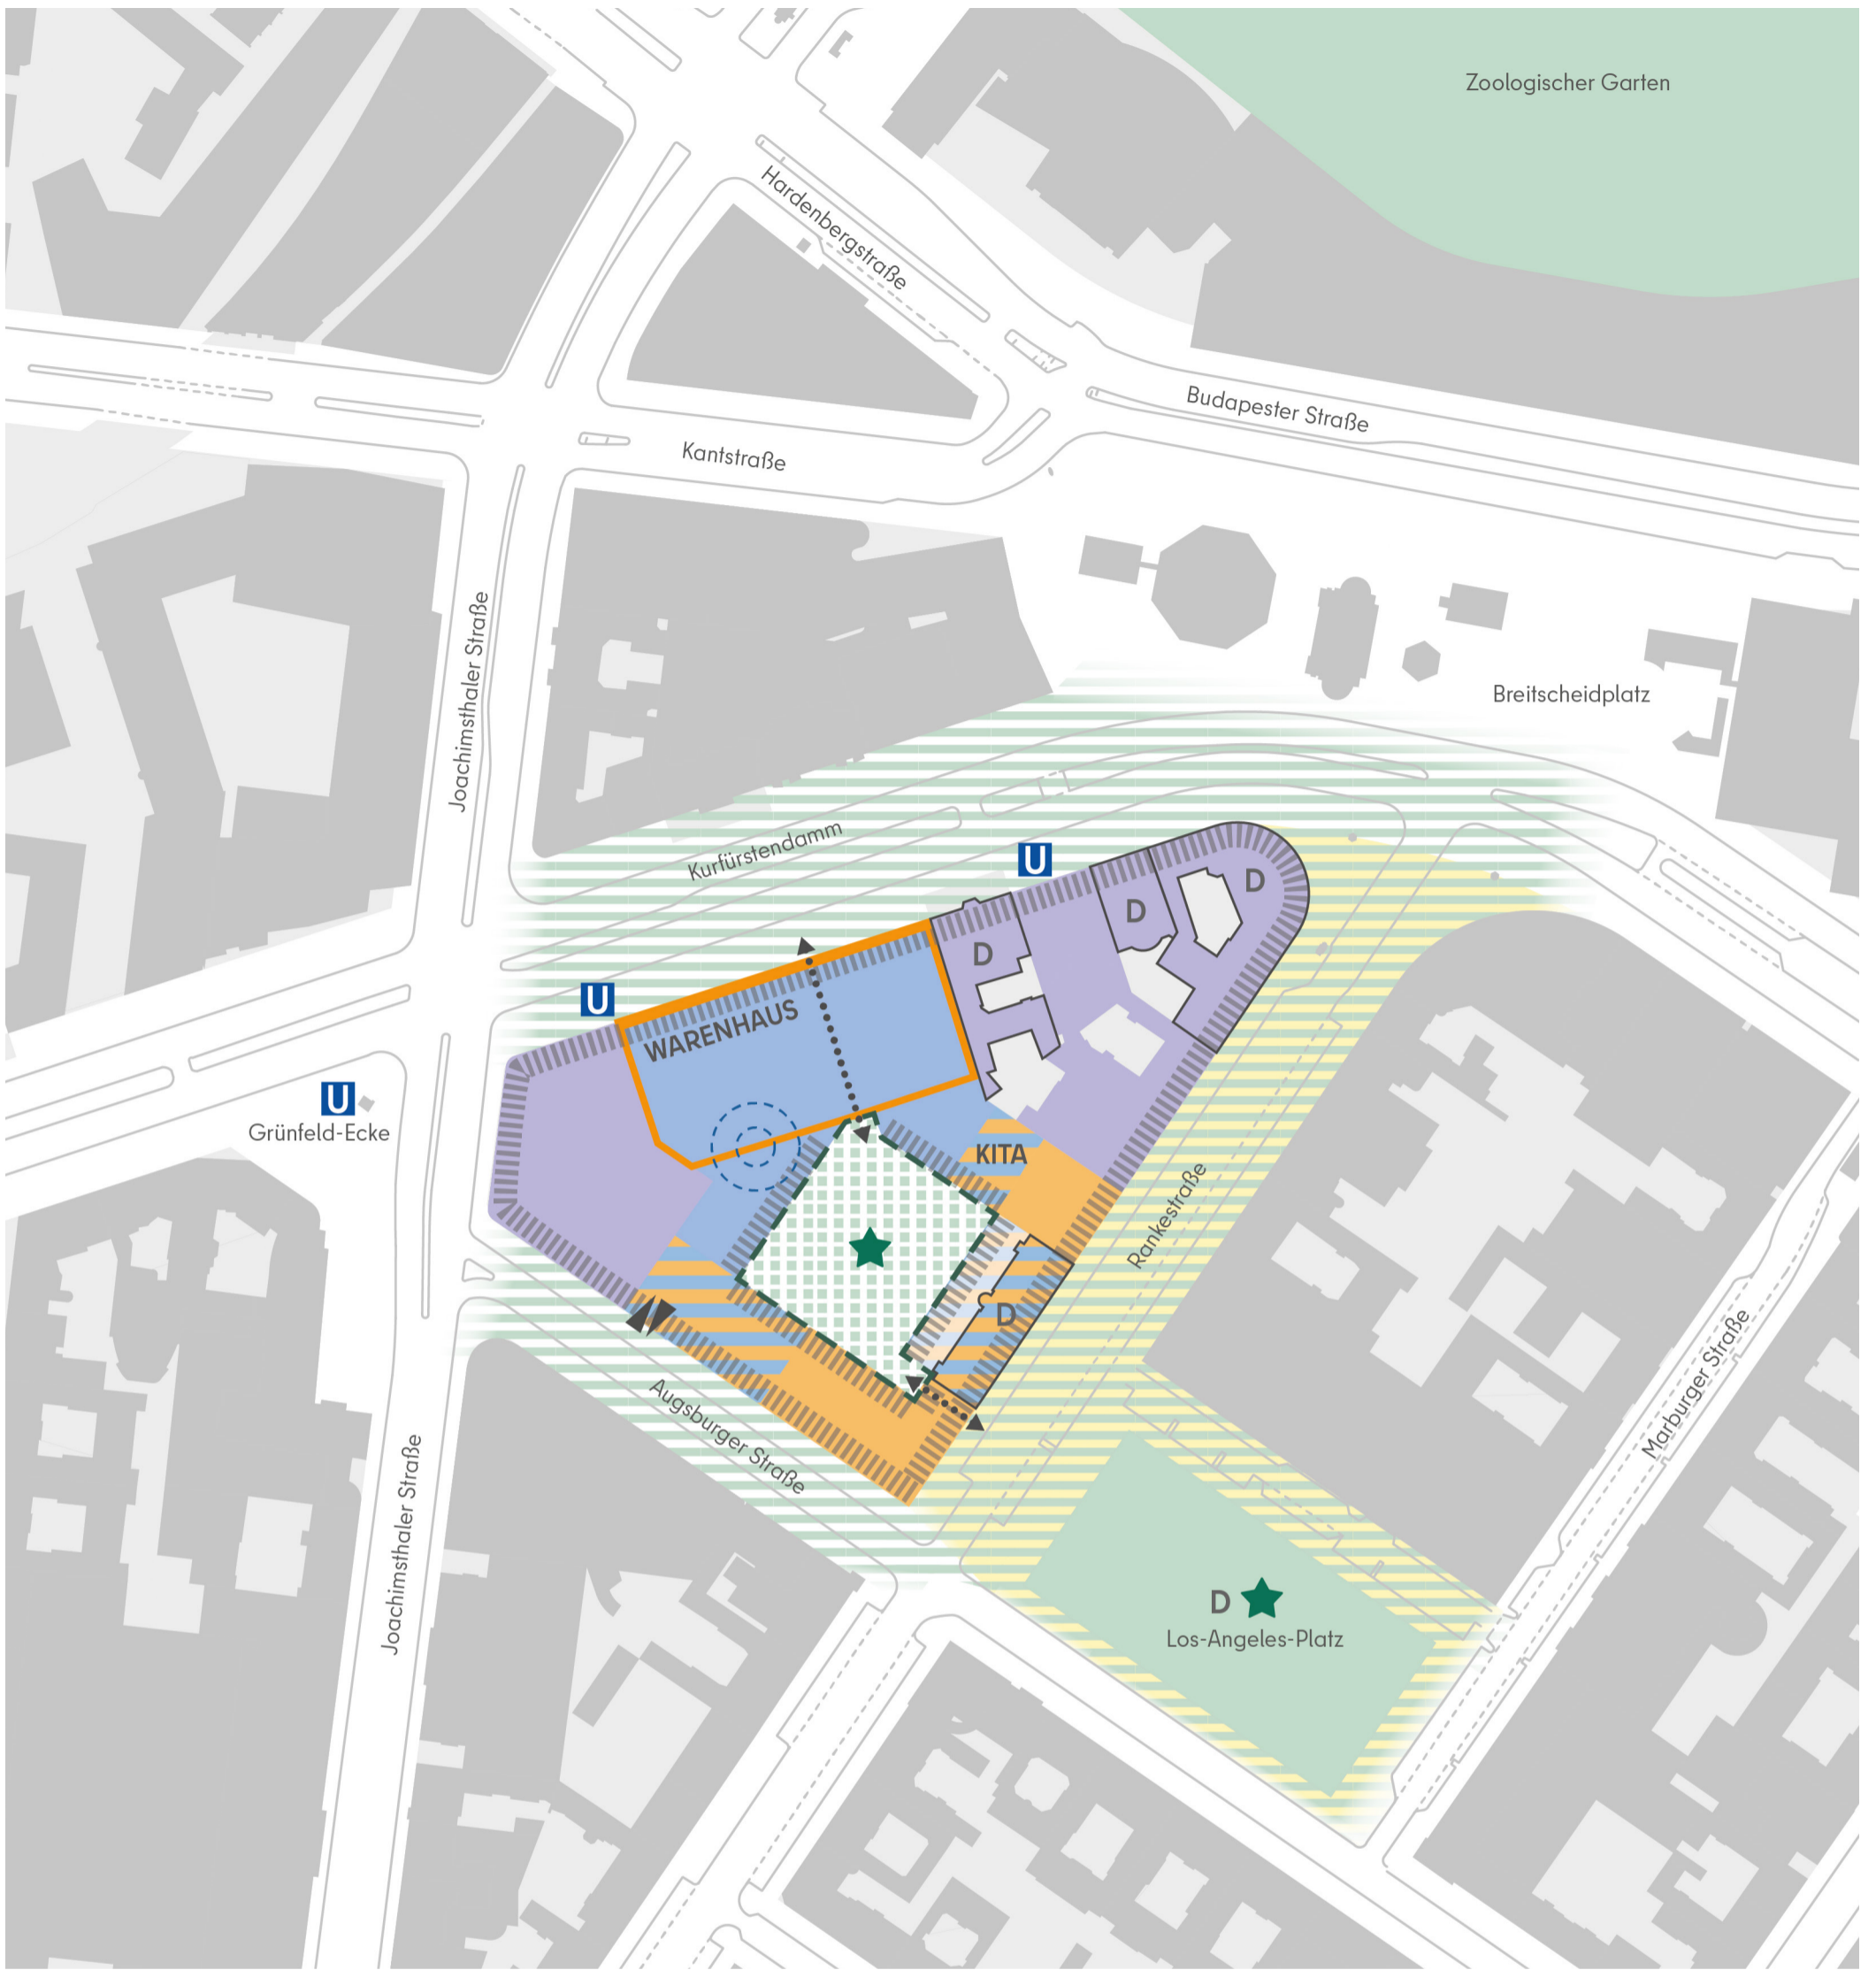 Zoologischer Garten
Hardenbergstraße
Budapester Straße
Kantstraße
Joachimsthaler Straße
Breitscheidplatz
Kurfürstendamm
U
D
D
D
U
WARENHAUS
U
Grünfeld-Ecke
KITA
Rankestraße
D
Augsburger Straße
Marburger Straße
Joachimsthaler Straße
D
Los-Angeles-Platz